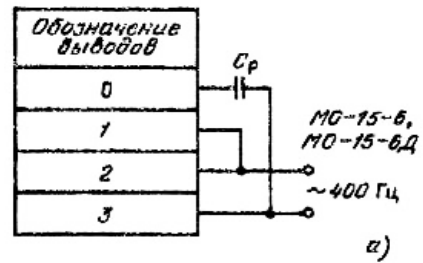 Обозначение
выводов
0
1
2
3
Cр
МО-15-6,
МО-15-6Д
~400 Гц
а)